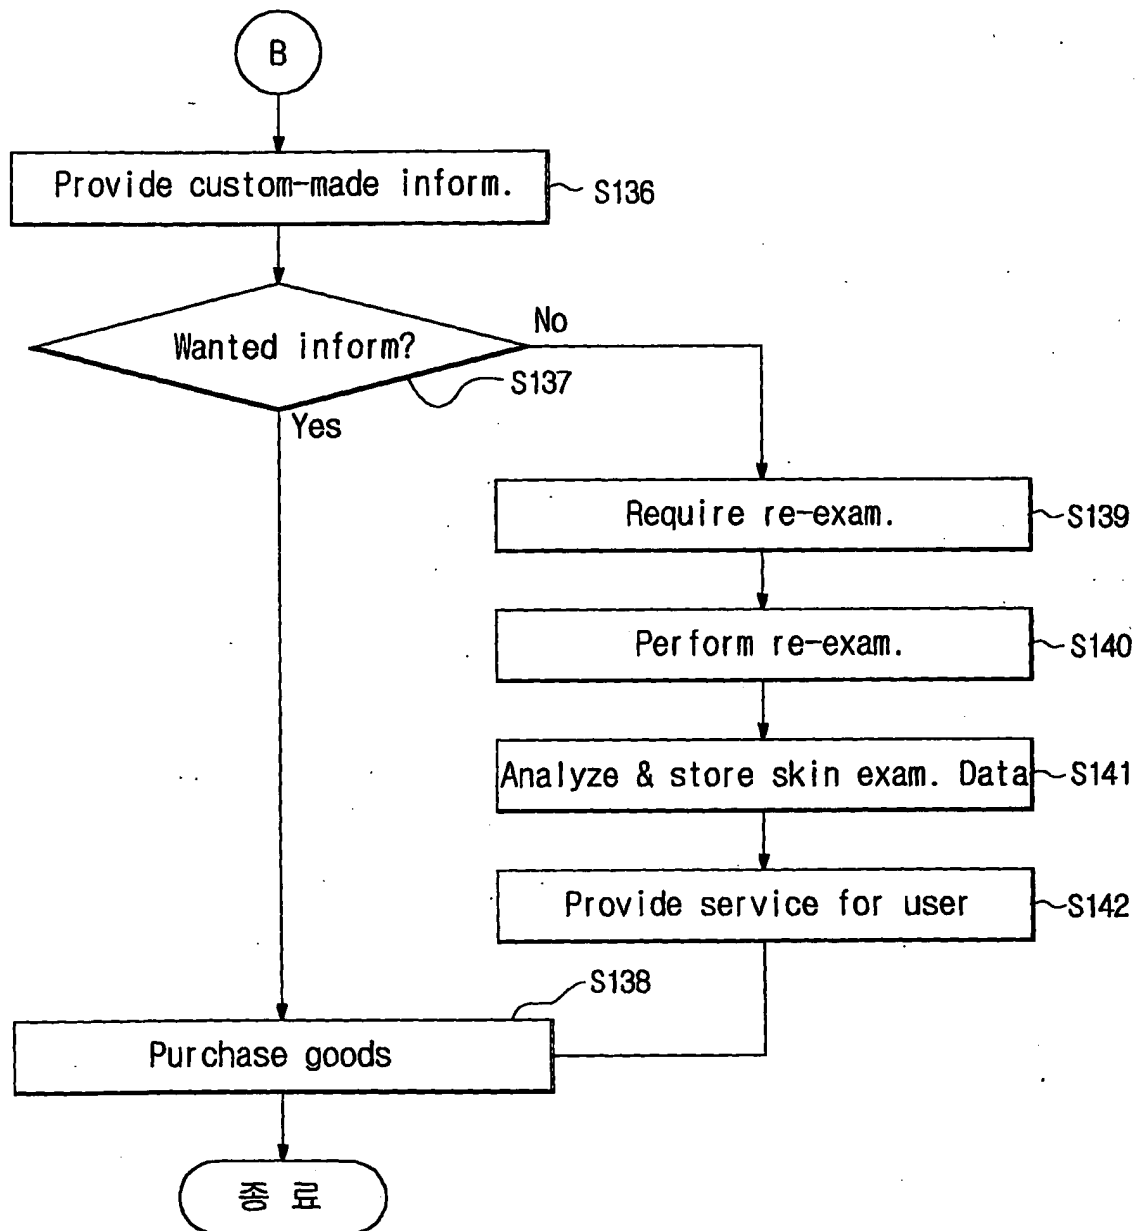 B
Provide custom-made inform.
S136
Wanted inform?
No
S137
Yes
Require re-exam.
S139
Perform re-exam.
S140
Analyze & store skin exam. Data
S141
Provide service for user
S142
S138
Purchase goods
종 료